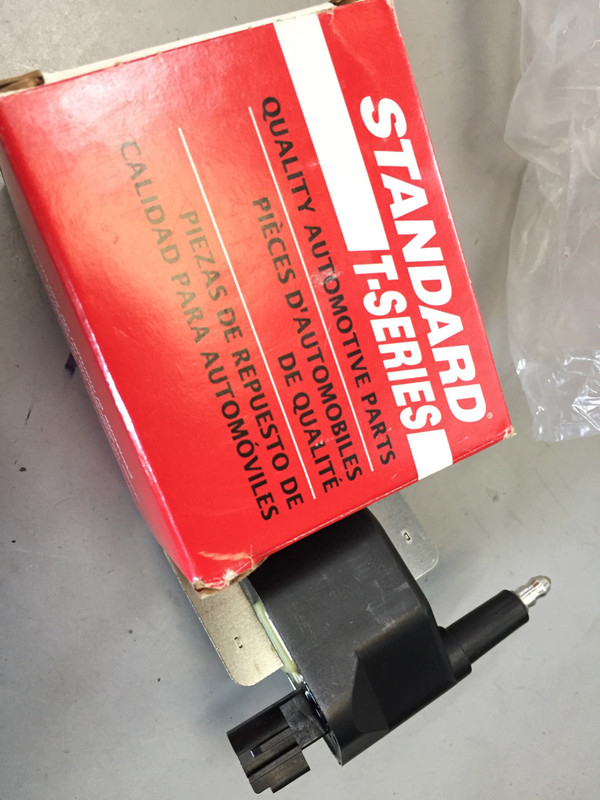 STANDARD®
T-SERIES
QUALITY AUTOMOTIVE PARTS
PIÈCES D'AUTOMOBILES
DE QUALITÉ
PIEZAS DE REPUESTO DE
CALIDAD PARA AUTOMÓVILES